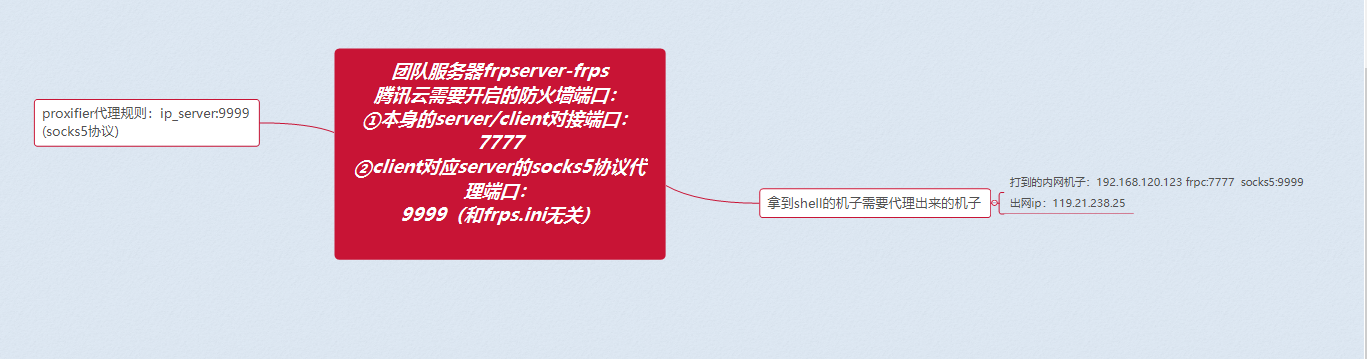 proxifier代理规则：ip_server:9999
(socks5协议)
团队服务器frpserver-frps
腾讯云需要开启的防火墙端口：
①本身的server/client对接端口：
7777
②client对应server的socks5协议代
理端口：
9999（和frps.ini无关）
拿到shell的机子需要代理出来的机子
打到的内网机子：192.168.120.123 frpc:7777  socks5:9999
出网ip：119.21.238.25